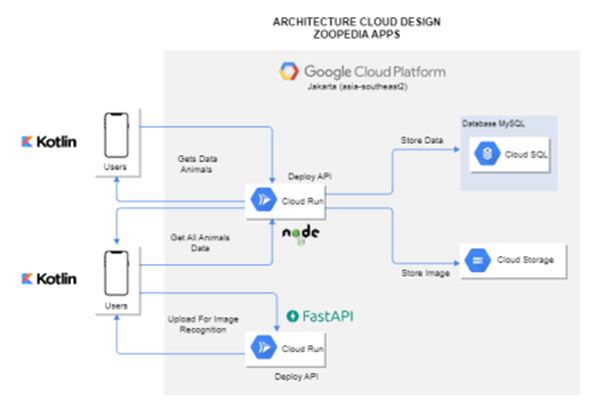 ARCHITECTURE CLOUD DESIGN
ZOOPEDIA APPS
Google Cloud Platform
Jakarta (asia-southeast2)
Kotlin
Users
Gets Data
Animals
Deploy API
Cloud Run
node
JS
Store Data
Database MySQL
Cloud SQL
Get All Animals
Data
Kotlin
Users
Store Image
Cloud Storage
Upload For Image
Recognition
FastAPI
Cloud Run
Deploy API